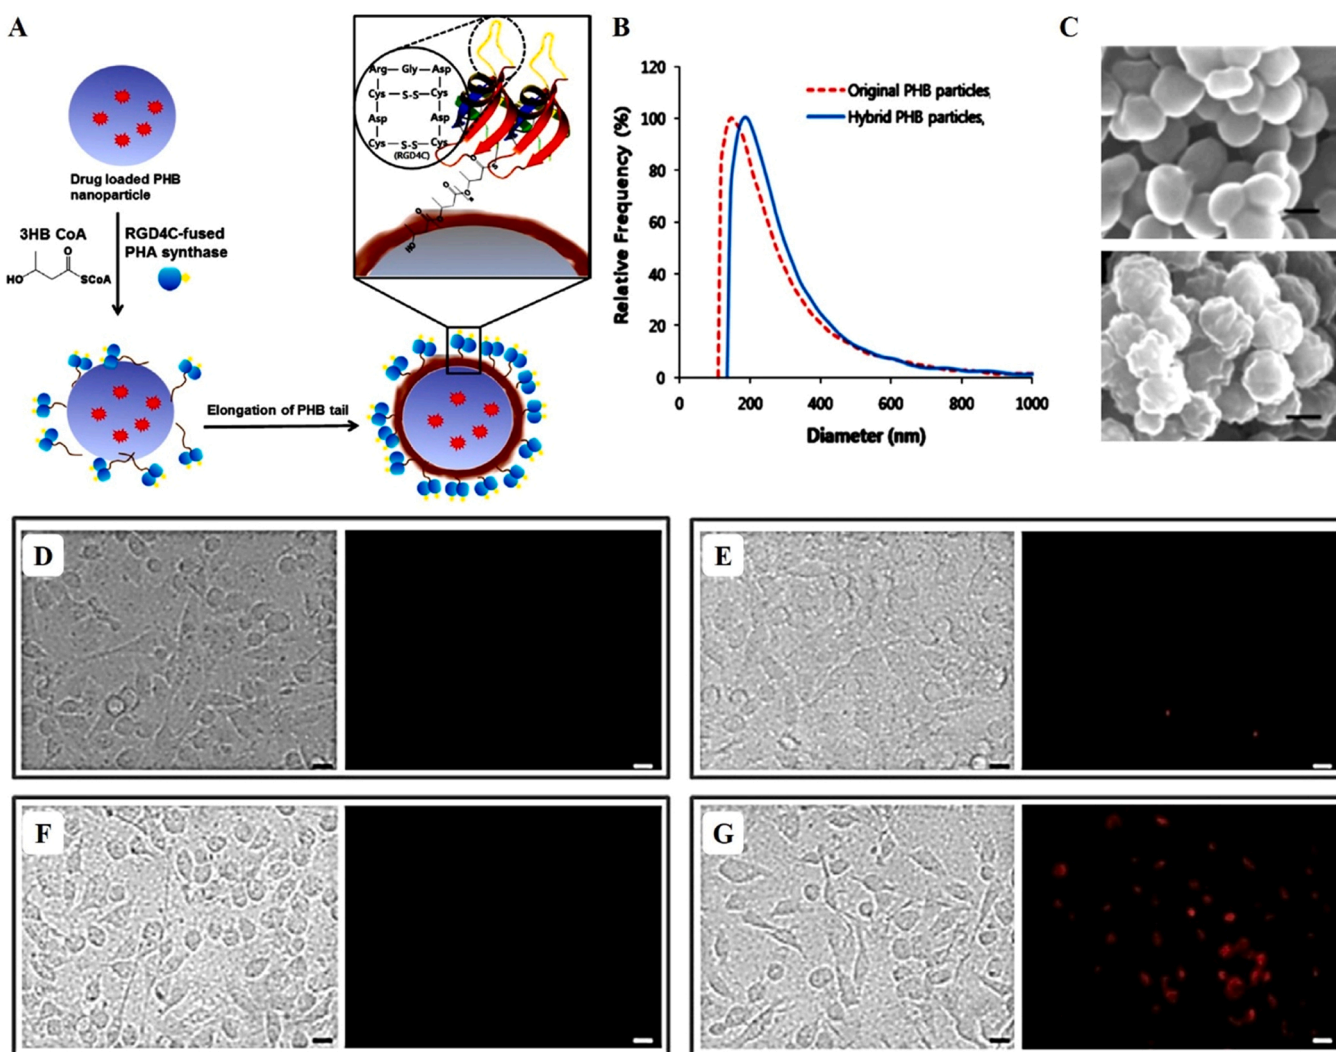 A
Drug loaded PHB
nanoparticle
3HB CoA
RGD4C-fused
PHA synthase
O
HO
SCoA
Elongation of PHB tail
Arg Gly Asp
Cys S-S Cys
Asp Asp
Cys S-S Cys
(RGD4C)
HO
B
Original PHB particles,
Hybrid PHB particles,
Relative Frequency (%)
120
100
80
60
40
20
0
0 200 400 600 800 1000
Diameter (nm)
C
D
E
F
G